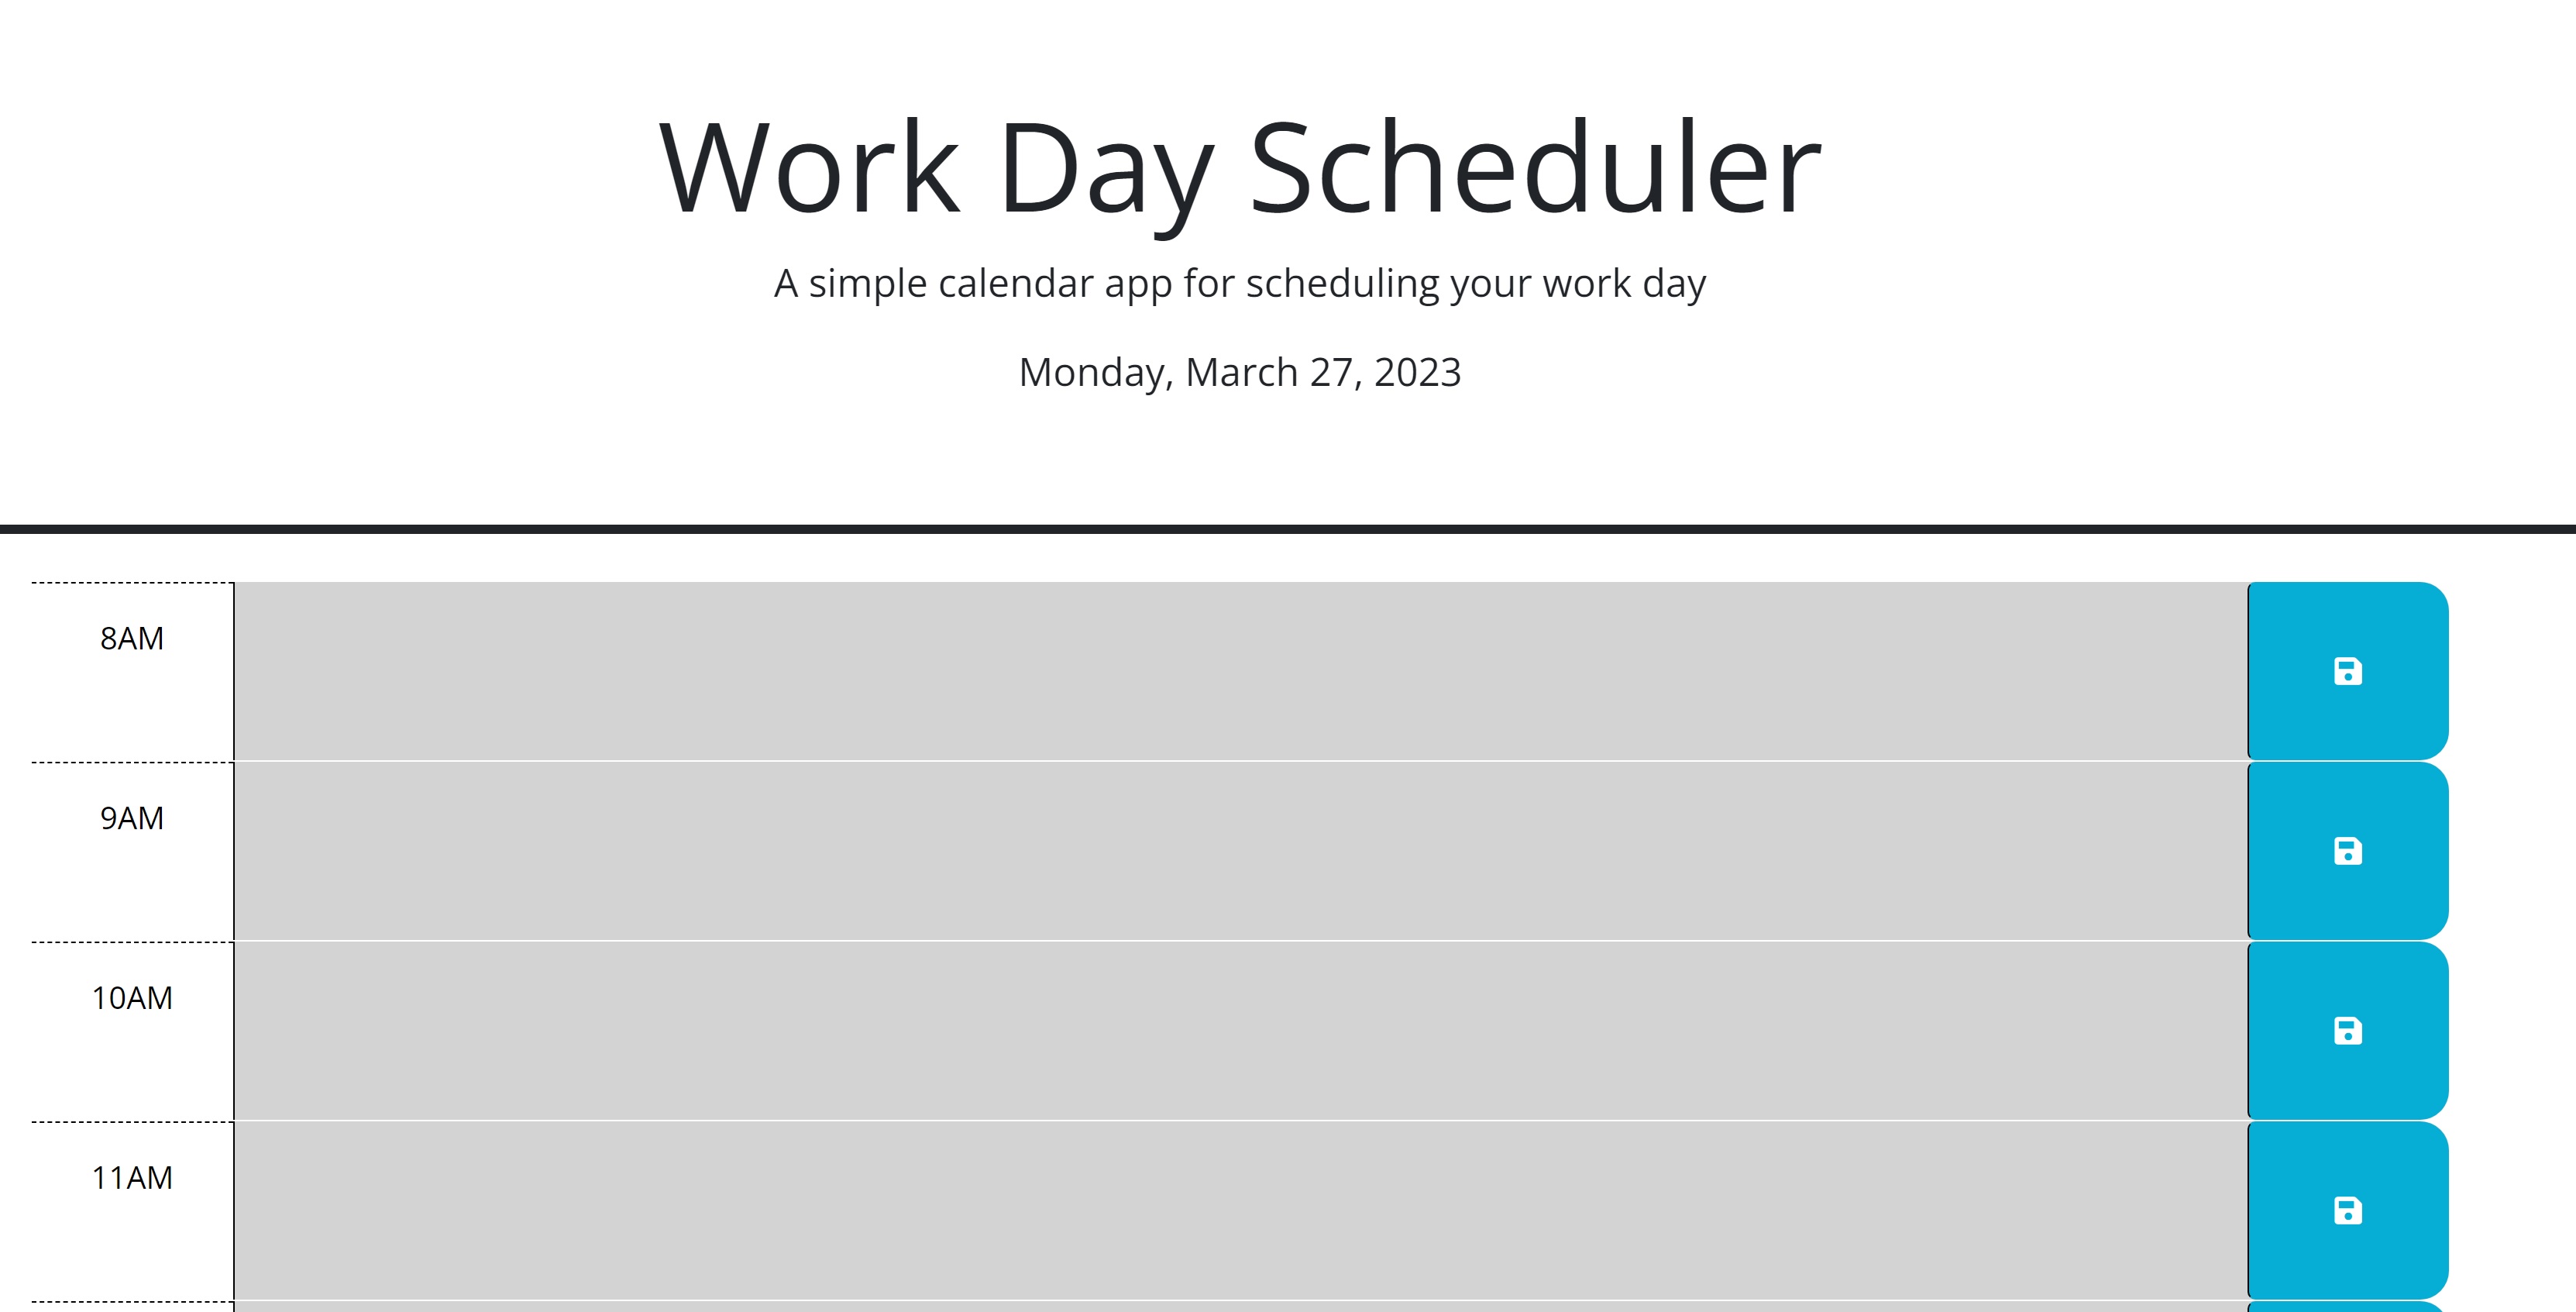 Work Day Scheduler
A simple calendar app for scheduling your work day
Monday, March 27, 2023
8AM
9AM
10AM
11AM